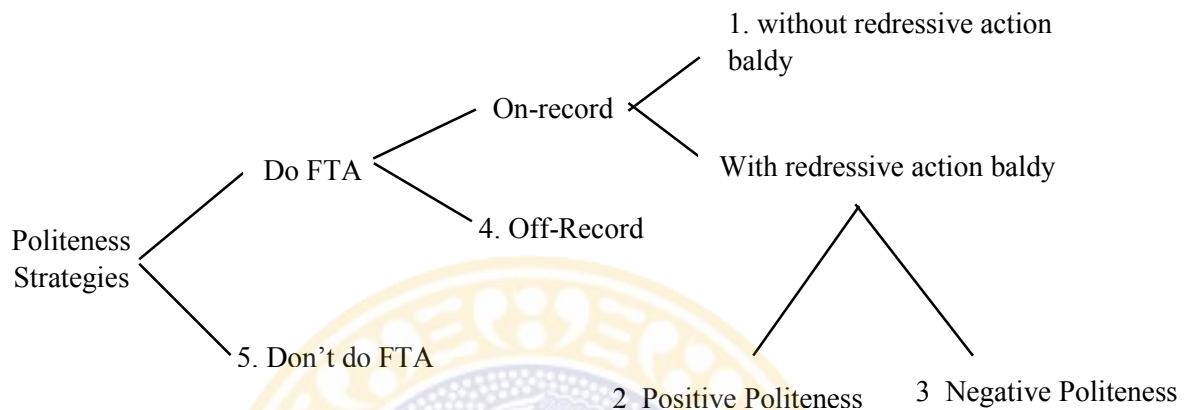 1. without redressive action
baldy
On-record
Do FTA
With redressive action baldy
4. Off-Record
Politeness
Strategies
5. Don't do FTA
2 Positive Politeness
3 Negative Politeness